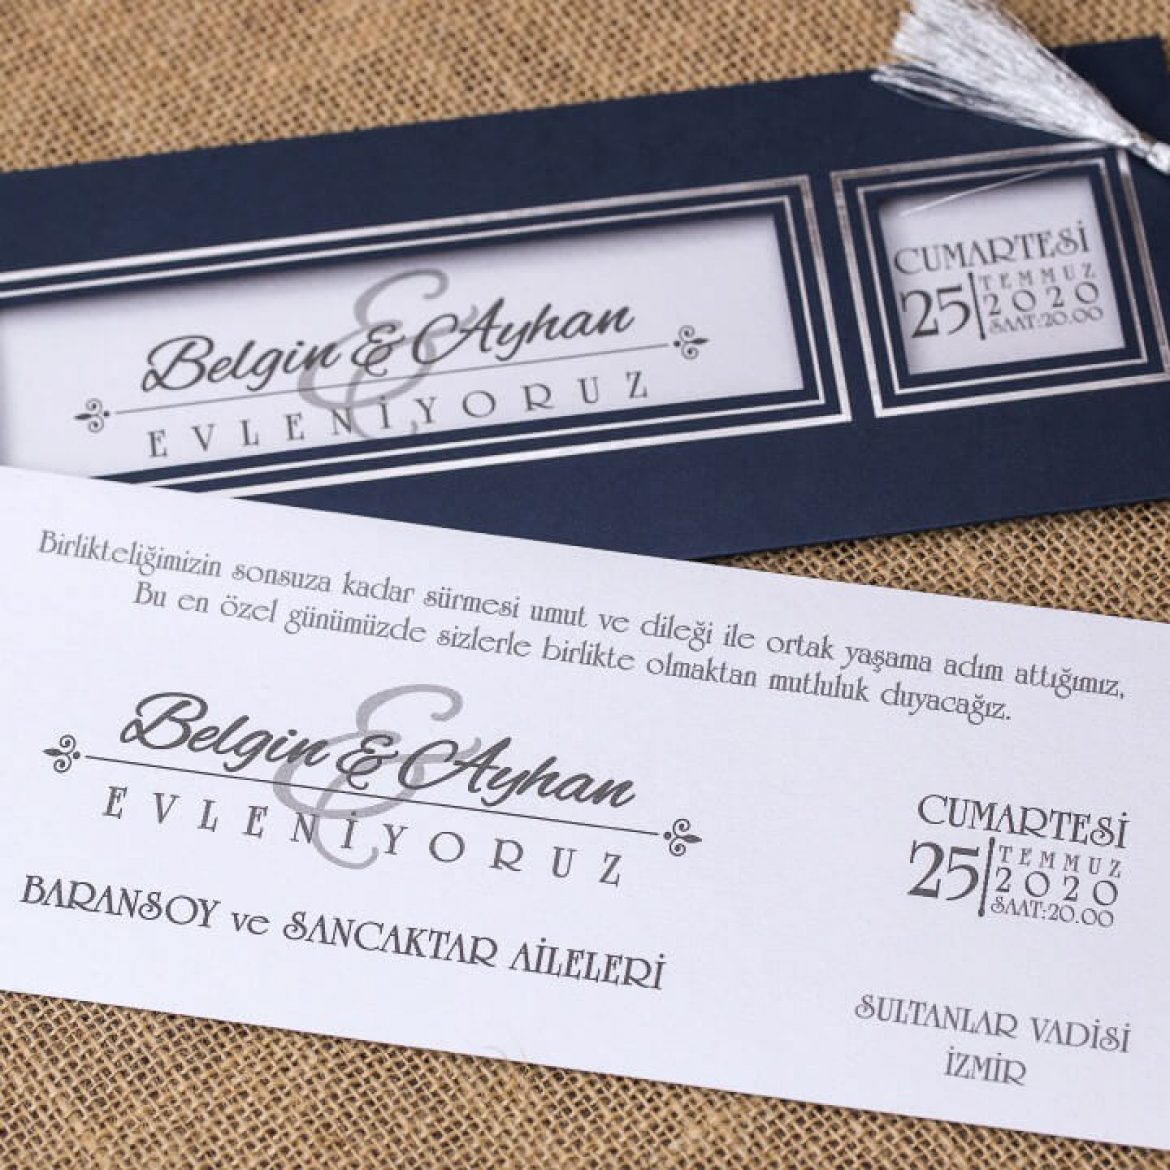 Belgin & Ayhan
EVLENİYORUZ
CUMARTESİ
25
TEMMUZ
2020
SAAT:20.00
Birlikteliğimizin sonsuza kadar sürmesi umut ve dileği ile ortak yaşama adım attığımız,
Bu en özel günümüzde sizlerle birlikte olmaktan mutluluk duyacağız.
Belgin & Ayhan
EVLENİYORUZ
BARANSOY ve SANCAKTAR AİLELERİ
CUMARTESİ
25
TEMMUZ
2020
SAAT:20.00
SULTANLAR VADİSİ
İZMİR